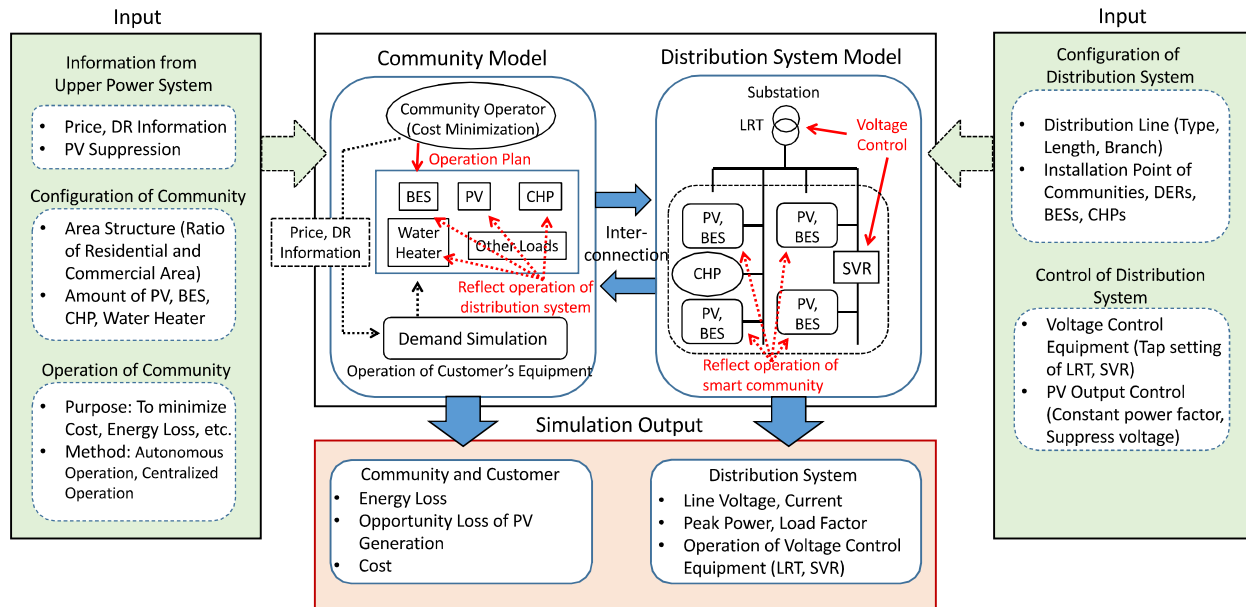 Input
Information from
Upper Power System
• Price, DR Information
• PV Suppression
Configuration of Community
• Area Structure (Ratio
of Residential and
Commercial Area)
• Amount of PV, BES,
CHP, Water Heater
Operation of Community
• Purpose: To minimize
Cost, Energy Loss, etc.
• Method: Autonomous
Operation, Centralized
Operation
Community Model
Community Operator
(Cost Minimization)
Operation Plan
BES
PV
CHP
Water
Heater
Other Loads
Price, DR
Information
Reflect operation of
distribution system
Demand Simulation
Operation of Customer's Equipment
Inter-
connection
Distribution System Model
Substation
LRT
Voltage
Control
PV,
BES
PV,
BES
CHP
SVR
PV,
BES
PV,
BES
Reflect operation of
smart community
Input
Configuration of
Distribution System
• Distribution Line (Type,
Length, Branch)
• Installation Point of
Communities, DERs,
BESs, CHPs
Control of Distribution
System
• Voltage Control
Equipment (Tap setting
of LRT, SVR)
• PV Output Control
(Constant power factor,
Suppress voltage)
Simulation Output
Community and Customer
• Energy Loss
• Opportunity Loss of PV
Generation
• Cost
Distribution System
• Line Voltage, Current
• Peak Power, Load Factor
• Operation of Voltage Control
Equipment (LRT, SVR)